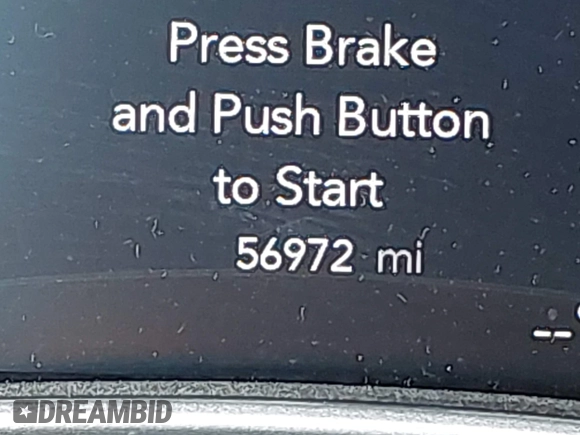 Press Brake
and Push Button
to Start
56972 mi
--°
DREAMBID